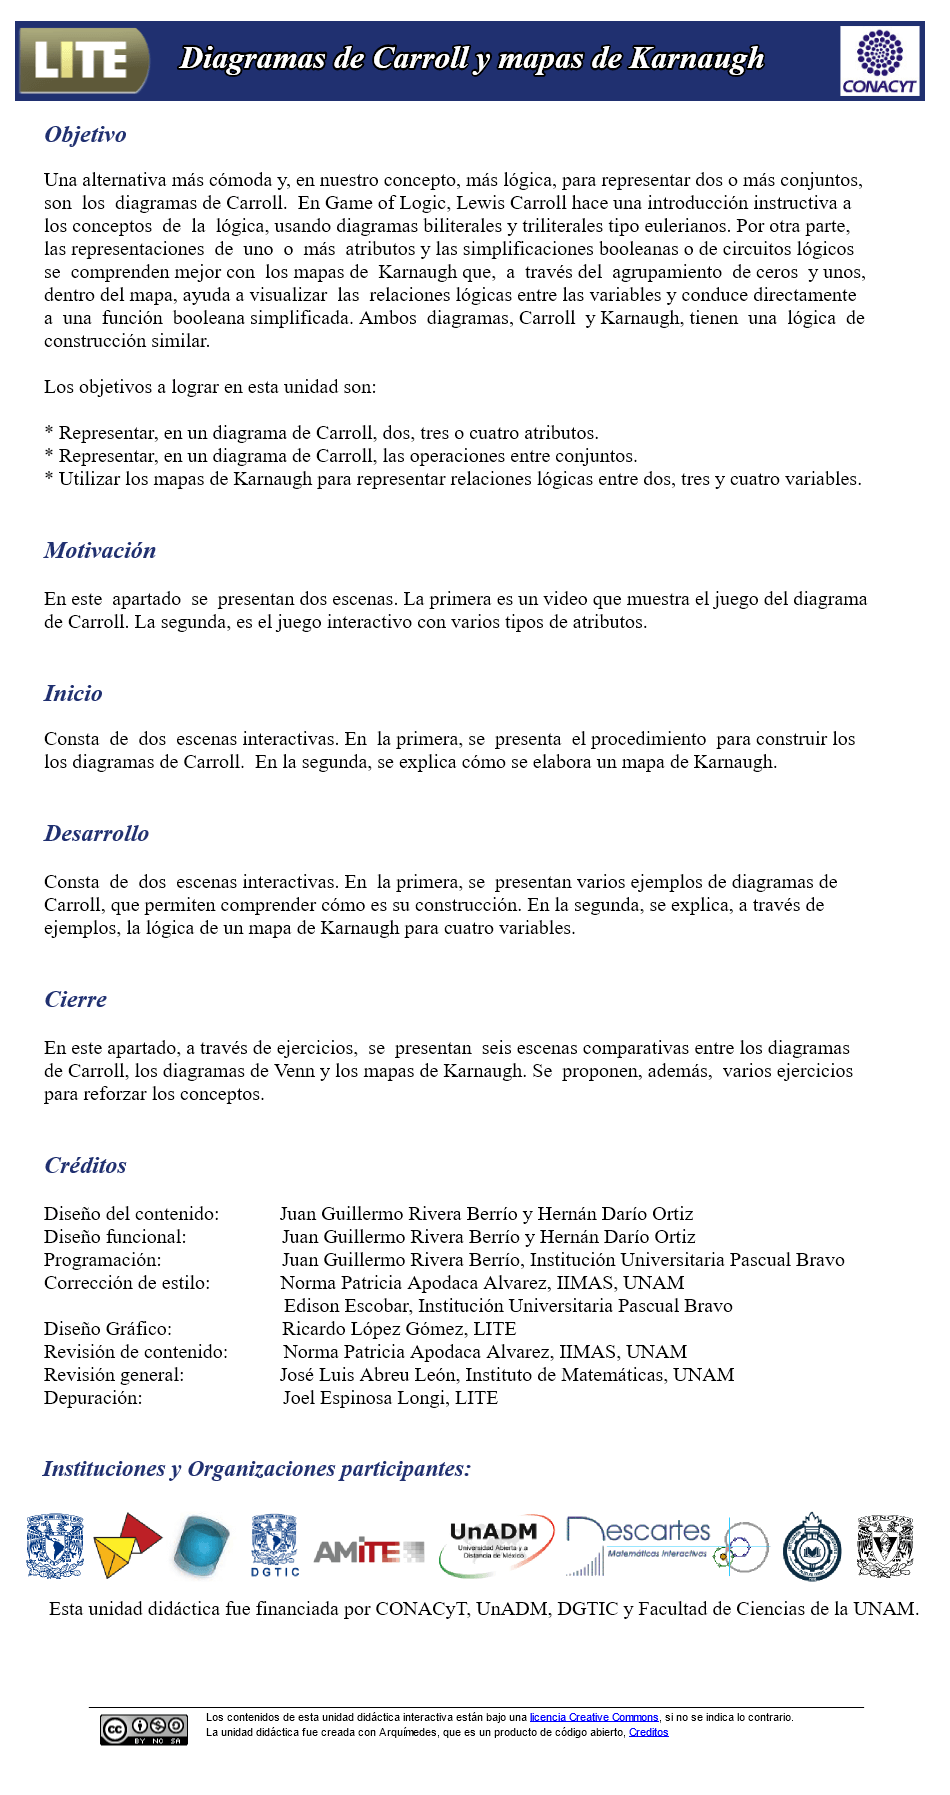 LITE
Diagramas de Carroll y mapas de Karnaugh
CONACYT
Objetivo
Una alternativa más cómoda y, en nuestro concepto, más lógica, para representar dos o más conjuntos,
son los diagramas de Carroll. En Game of Logic, Lewis Carroll hace una introducción instructiva a
los conceptos de la lógica, usando diagramas biliterales y triliterales tipo eulerianos. Por otra parte,
las representaciones de uno o más atributos y las simplificaciones booleanas o de circuitos lógicos
se comprenden mejor con los mapas de Karnaugh que, a través del agrupamiento de ceros y unos,
dentro del mapa, ayuda a visualizar las relaciones lógicas entre las variables y conduce directamente
a una función booleana simplificada. Ambos diagramas, Carroll y Karnaugh, tienen una lógica de
construcción similar.
Los objetivos a lograr en esta unidad son:
* Representar, en un diagrama de Carroll, dos, tres o cuatro atributos.
* Representar, en un diagrama de Carroll, las operaciones entre conjuntos.
* Utilizar los mapas de Karnaugh para representar relaciones lógicas entre dos, tres y cuatro variables.
Motivación
En este apartado se presentan dos escenas. La primera es un video que muestra el juego del diagrama
de Carroll. La segunda, es el juego interactivo con varios tipos de atributos.
Inicio
Consta de dos escenas interactivas. En la primera, se presenta el procedimiento para construir los
los diagramas de Carroll. En la segunda, se explica cómo se elabora un mapa de Karnaugh.
Desarrollo
Consta de dos escenas interactivas. En la primera, se presentan varios ejemplos de diagramas de
Carroll, que permiten comprender cómo es su construcción. En la segunda, se explica, a través de
ejemplos, la lógica de un mapa de Karnaugh para cuatro variables.
Cierre
En este apartado, a través de ejercicios, se presentan seis escenas comparativas entre los diagramas
de Carroll, los diagramas de Venn y los mapas de Karnaugh. Se proponen, además, varios ejercicios
para reforzar los conceptos.
Créditos
Diseño del contenido: Juan Guillermo Rivera Berrío y Hernán Darío Ortiz
Diseño funcional: Juan Guillermo Rivera Berrío y Hernán Darío Ortiz
Programación: Juan Guillermo Rivera Berrío, Institución Universitaria Pascual Bravo
Corrección de estilo: Norma Patricia Apodaca Alvarez, IIMAS, UNAM
Edison Escobar, Institución Universitaria Pascual Bravo
Diseño Gráfico: Ricardo López Gómez, LITE
Revisión de contenido: Norma Patricia Apodaca Alvarez, IIMAS, UNAM
Revisión general: José Luis Abreu León, Instituto de Matemáticas, UNAM
Depuración: Joel Espinosa Longi, LITE
Instituciones y Organizaciones participantes:
DGTIC
AMITE
UnADM
Universidad Abierta y a
Distancia de México
Descartes
Matemáticas interactivas
CIENCIAS
Esta unidad didáctica fue financiada por CONACyT, UnADM, DGTIC y Facultad de Ciencias de la UNAM.
Los contenidos de esta unidad didáctica interactiva están bajo una licencia Creative Commons, si no se indica lo contrario.
cc BY NC SA
La unidad didáctica fue creada con Arquímedes, que es un producto de código abierto, Creditos